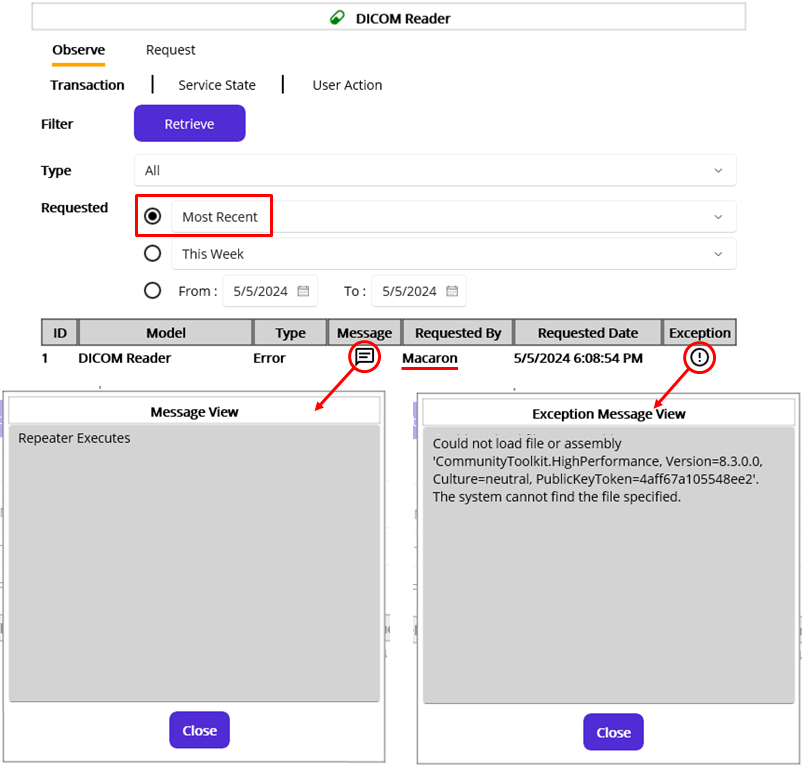 DICOM Reader
Observe Request
Transaction Service State User Action
Filter Retrieve
Type All
Requested Most Recent
This Week
From : 5/5/2024 To : 5/5/2024
ID Model Type Message Requested By Requested Date Exception
1 DICOM Reader Error Macaron 5/5/2024 6:08:54 PM
Message View
Repeater Executes
Close
Exception Message View
Could not load file or assembly
'CommunityToolkit.HighPerformance, Version=8.3.0.0,
Culture=neutral, PublicKeyToken=4aff67a105548ee2'.
The system cannot find the file specified.
Close